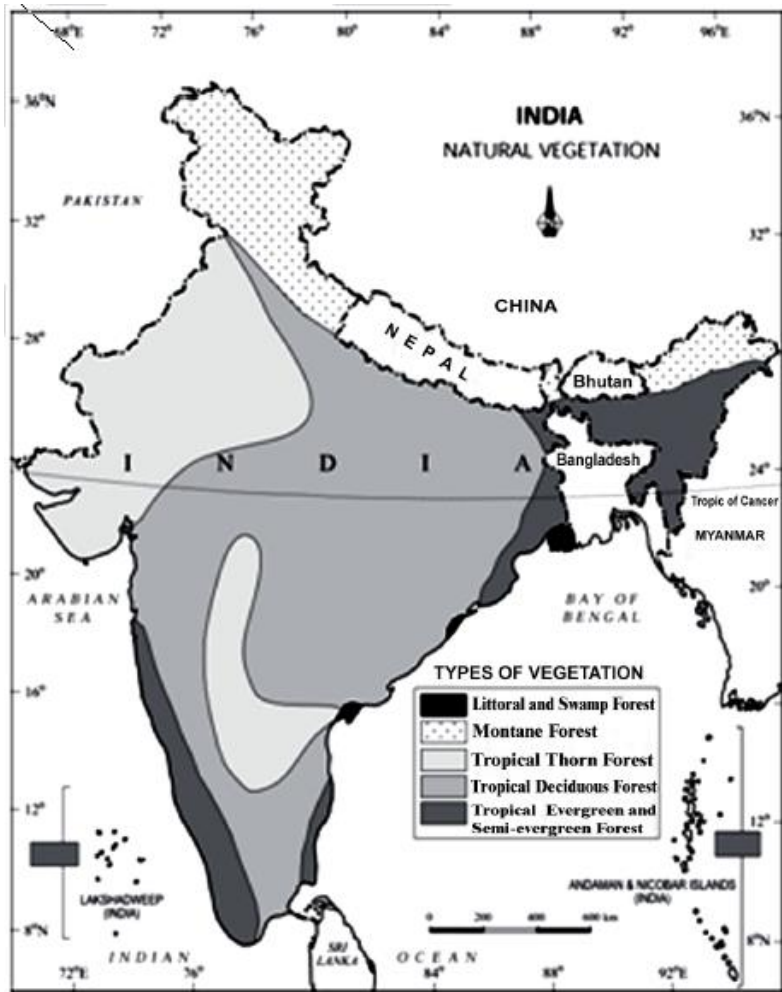 68°E
72°
76°
80°
84°
88°
92°
96°E
36°N
36°N
INDIA
NATURAL VEGETATION
PAKISTAN
32°
32°
CHINA
28°
28°
NEPAL
Bhutan
I N D I A
Bangladesh
24°
Tropic of Cancer
MYANMAR
20°
20°
ARABIAN
SEA
BAY OF
BENGAL
TYPES OF VEGETATION
Littoral and Swamp Forest
Montane Forest
Tropical Thorn Forest
Tropical Deciduous Forest
Tropical Evergreen and
Semi-evergreen Forest
16°
16°
12°
12°
LAKSHADWEEP
(INDIA)
ANDAMAN & NICOBAR ISLANDS
(INDIA)
0 200 400 600 km
8°N
8°N
INDIAN
SRI
LANKA
OCEAN
72°E
76°
84°
88°
92°E